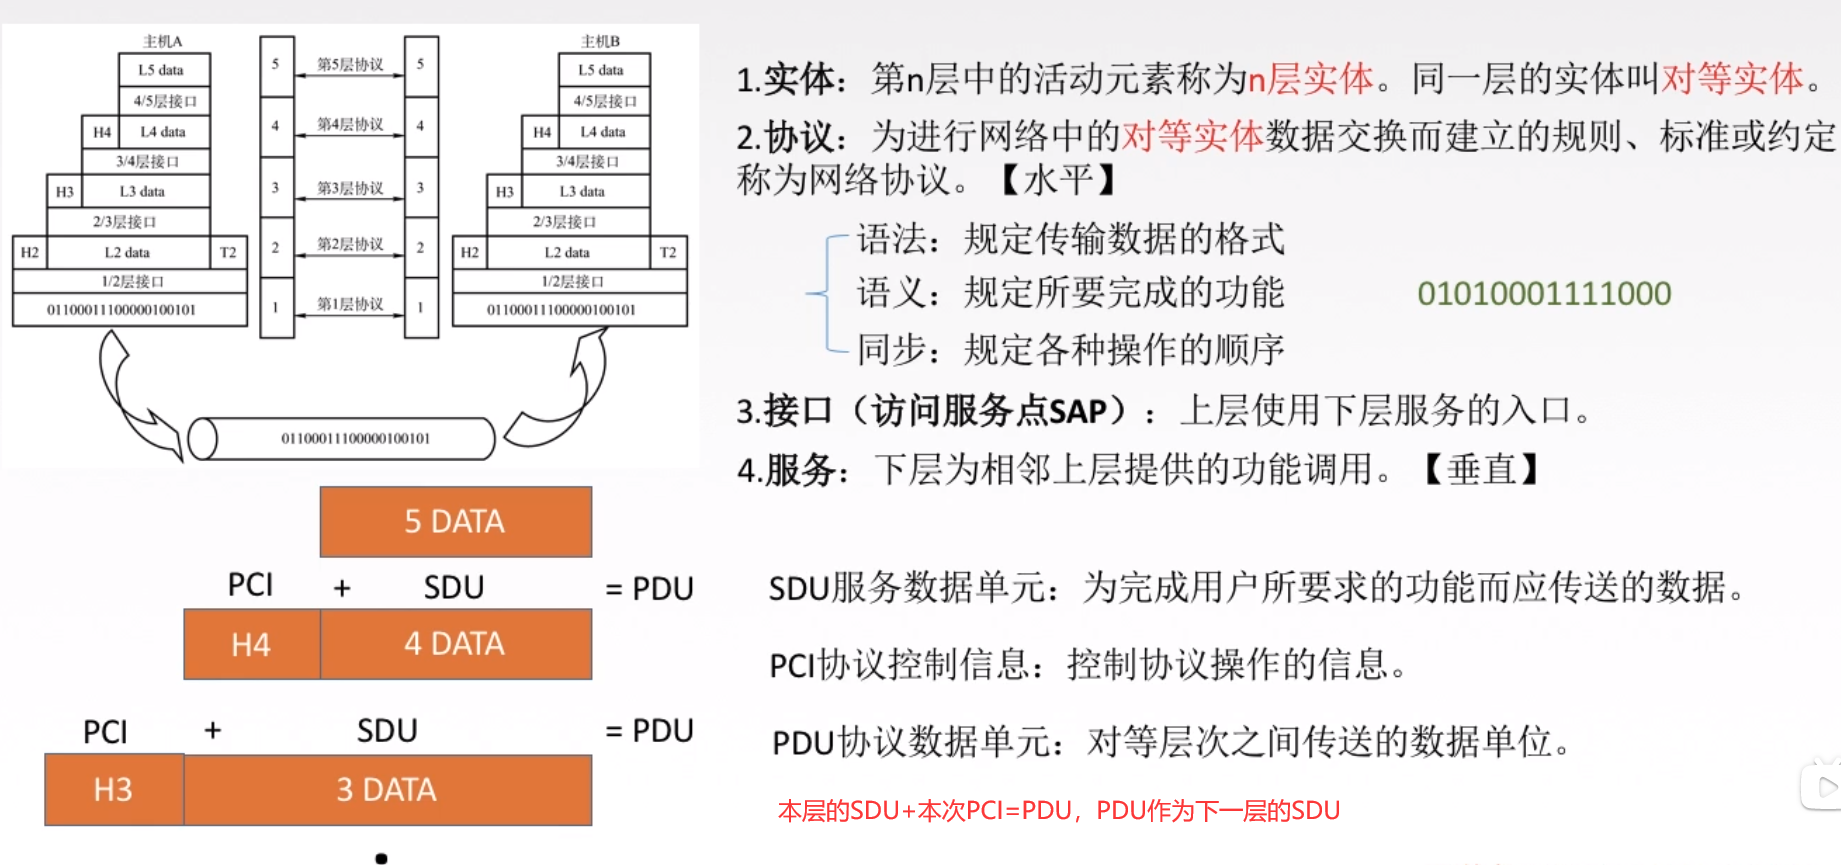 主机A
L5 data
4/5层接口
H4 L4 data
3/4层接口
H3 L3 data
2/3层接口
H2 L2 data T2
1/2层接口
01100011100000100101
5 第5层协议 5
4 第4层协议 4
3 第3层协议 3
2 第2层协议 2
1 第1层协议 1
主机B
L5 data
4/5层接口
H4 L4 data
3/4层接口
H3 L3 data
2/3层接口
H2 L2 data T2
1/2层接口
01100011100000100101
01100011100000100101
5 DATA
PCI + SDU = PDU
H4 4 DATA
PCI + SDU = PDU
H3 3 DATA
1.实体：第n层中的活动元素称为n层实体。同一层的实体叫对等实体。
2.协议：为进行网络中的对等实体数据交换而建立的规则、标准或约定
称为网络协议。【水平】
语法：规定传输数据的格式
语义：规定所要完成的功能 01010001111000
同步：规定各种操作的顺序
3.接口（访问服务点SAP）：上层使用下层服务的入口。
4.服务：下层为相邻上层提供的功能调用。【垂直】
SDU服务数据单元：为完成用户所要求的功能而应传送的数据。
PCI协议控制信息：控制协议操作的信息。
PDU协议数据单元：对等层次之间传送的数据单位。
本层的SDU+本次PCI=PDU，PDU作为下一层的SDU